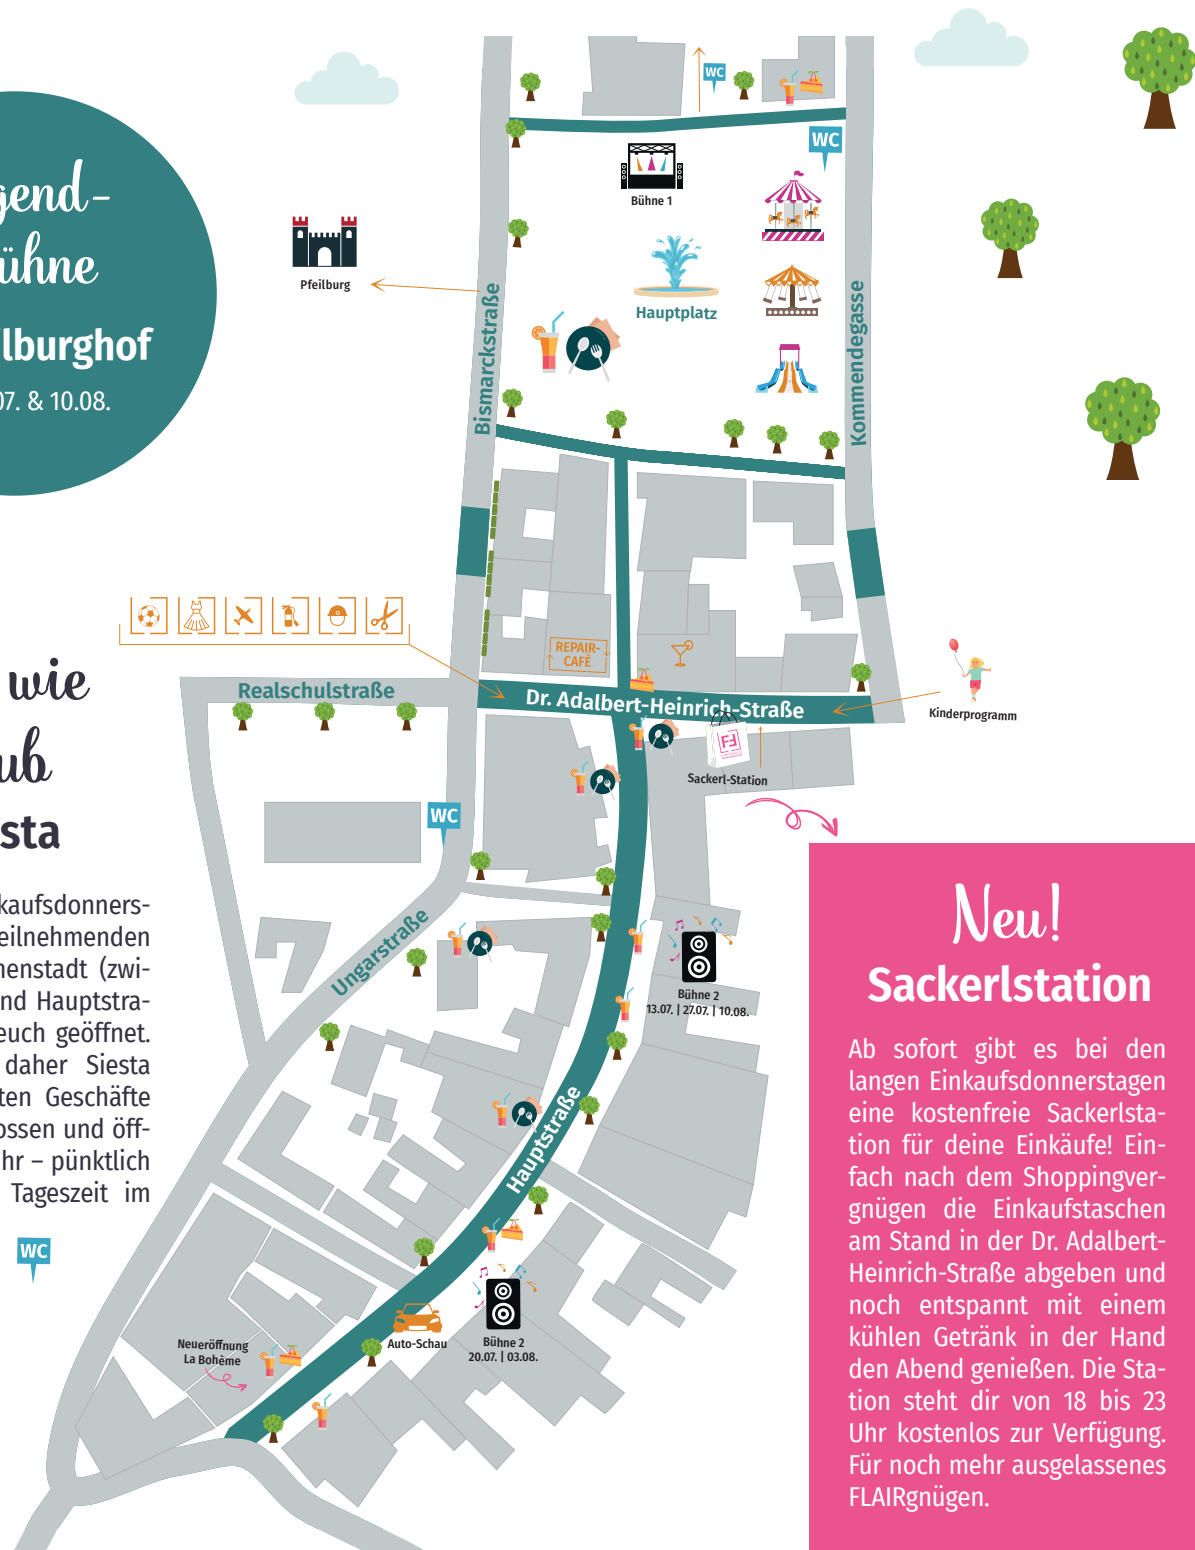 gend-
ühne
lburghof
07. & 10.08.
WC
WC
Bühne 1
Pfeilburg
Hauptplatz
Bismarckstraße
Kommendegasse
REPAIR-
CAFÈ
wie
ub
sta
Realschulstraße
Dr. Adalbert-Heinrich-Straße
Kinderprogramm
Sackerl-Station
WC
kaufsdonners-
eilnehmenden
nenstadt (zwi-
nd Hauptstra-
euch geöffnet.
daher Siesta
ten Geschäfte
ossen und öff-
hr – pünktlich
Tageszeit im
WC
Ungarstraße
Bühne 2
13.07. | 27.07. | 10.08.
Hauptstraße
Neueröffnung
La Bohème
Auto-Schau
Bühne 2
20.07. | 03.08.
Neu!
Sackerlstation
Ab sofort gibt es bei den
langen Einkaufsdonnerstagen
eine kostenfreie Sackerlsta-
tion für deine Einkäufe! Ein-
fach nach dem Shoppingver-
gnügen die Einkaufstaschen
am Stand in der Dr. Adalbert-
Heinrich-Straße abgeben und
noch entspannt mit einem
kühlen Getränk in der Hand
den Abend genießen. Die Sta-
tion steht dir von 18 bis 23
Uhr kostenlos zur Verfügung.
Für noch mehr ausgelassenes
FLAIRgnügen.